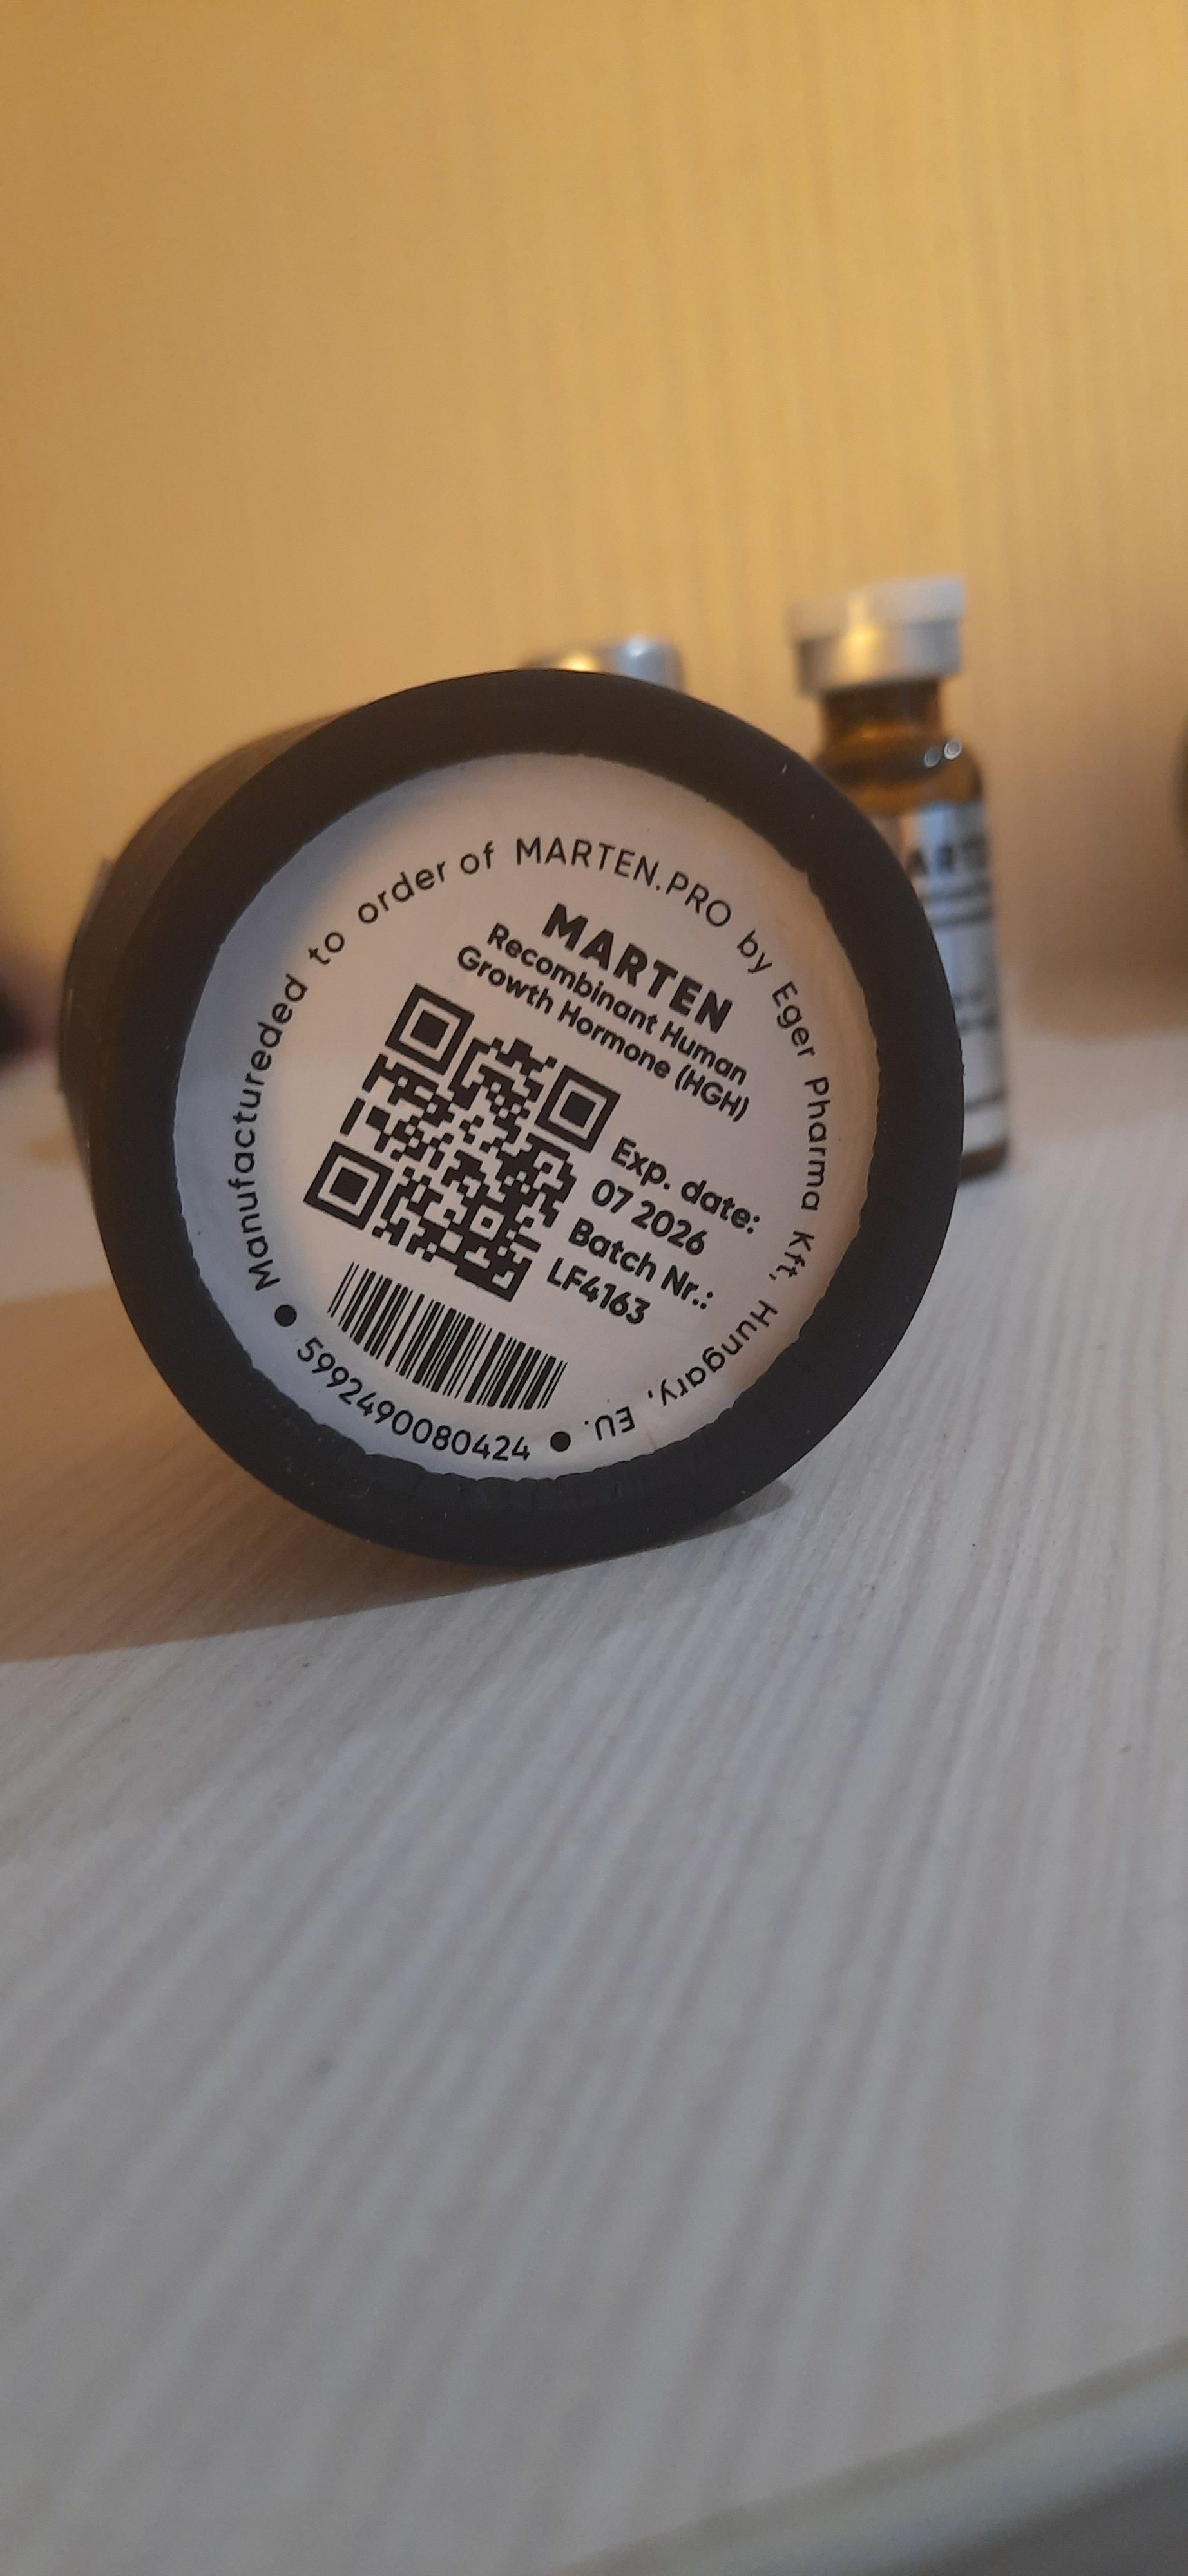 Manufactureded to order of MARTEN.PRO by Eger Pharma Kft, Hungary, EU.
MARTEN
Recombinant Human
Growth Hormone (HGH)
Exp. date:
07 2026
Batch Nr.:
LF4163
5992490080424